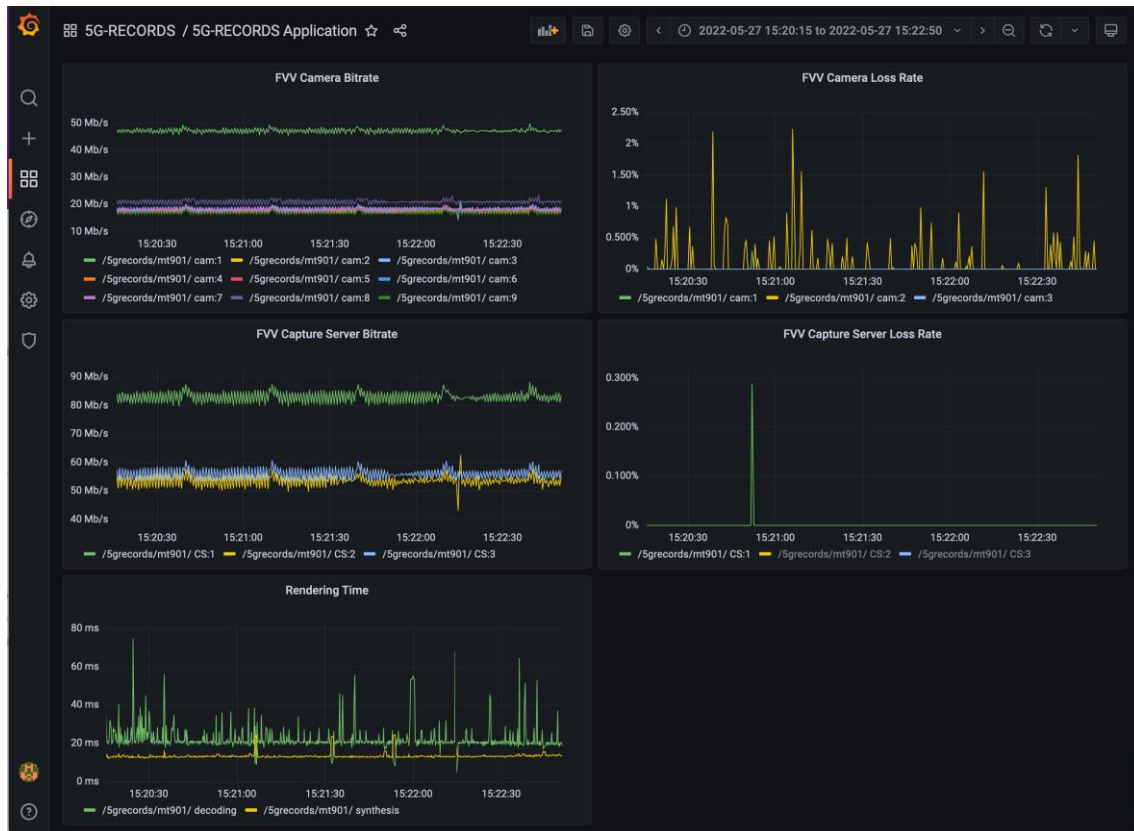 5G-RECORDS / 5G-RECORDS Application
2022-05-27 15:20:15 to 2022-05-27 15:22:50
FVV Camera Bitrate
50 Mb/s
40 Mb/s
30 Mb/s
20 Mb/s
10 Mb/s
15:20:30 15:21:00 15:21:30 15:22:00 15:22:30
/5grecords/mt901/ cam:1 /5grecords/mt901/ cam:2 /5grecords/mt901/ cam:3
/5grecords/mt901/ cam:4 /5grecords/mt901/ cam:5 /5grecords/mt901/ cam:6
/5grecords/mt901/ cam:7 /5grecords/mt901/ cam:8 /5grecords/mt901/ cam:9
FVV Camera Loss Rate
2.50%
2%
1.50%
1%
0.500%
0%
15:20:30 15:21:00 15:21:30 15:22:00 15:22:30
/5grecords/mt901/ cam:1 /5grecords/mt901/ cam:2 /5grecords/mt901/ cam:3
FVV Capture Server Bitrate
90 Mb/s
80 Mb/s
70 Mb/s
60 Mb/s
50 Mb/s
40 Mb/s
15:20:30 15:21:00 15:21:30 15:22:00 15:22:30
/5grecords/mt901/ CS:1 /5grecords/mt901/ CS:2 /5grecords/mt901/ CS:3
FVV Capture Server Loss Rate
0.300%
0.200%
0.100%
0%
15:20:30 15:21:00 15:21:30 15:22:00 15:22:30
/5grecords/mt901/ CS:1 /5grecords/mt901/ CS:2 /5grecords/mt901/ CS:3
Rendering Time
80 ms
60 ms
40 ms
20 ms
0 ms
15:20:30 15:21:00 15:21:30 15:22:00 15:22:30
/5grecords/mt901/ decoding /5grecords/mt901/ synthesis